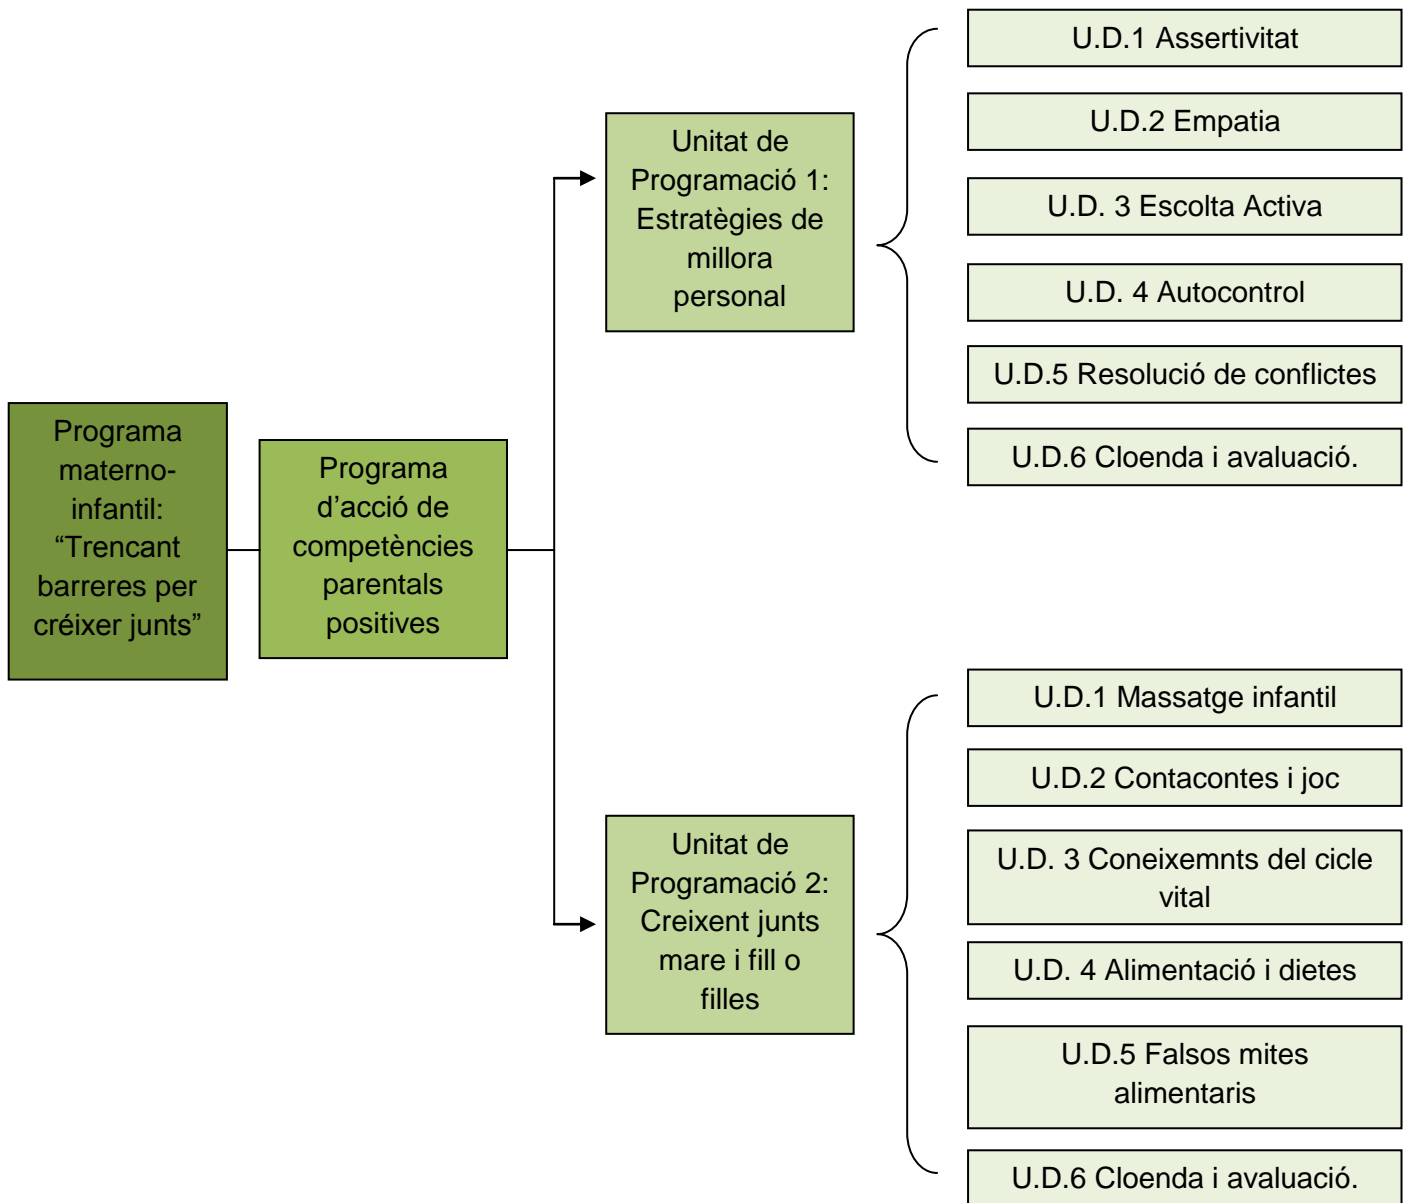 Programa
materno-
infantil:
“Trencant
barreres per
créixer junts”
Programa
d’acció de
competències
parentals
positives
Unitat de
Programació 1:
Estratègies de
millora
personal
U.D.1 Assertivitat
U.D.2 Empatia
U.D. 3 Escolta Activa
U.D. 4 Autocontrol
U.D.5 Resolució de conflictes
U.D.6 Cloenda i avaluació.
Unitat de
Programació 2:
Creixent junts
mare i fill o
filles
U.D.1 Massatge infantil
U.D.2 Contacontes i joc
U.D. 3 Coneixemnts del cicle
vital
U.D. 4 Alimentació i dietes
U.D.5 Falsos mites
alimentaris
U.D.6 Cloenda i avaluació.